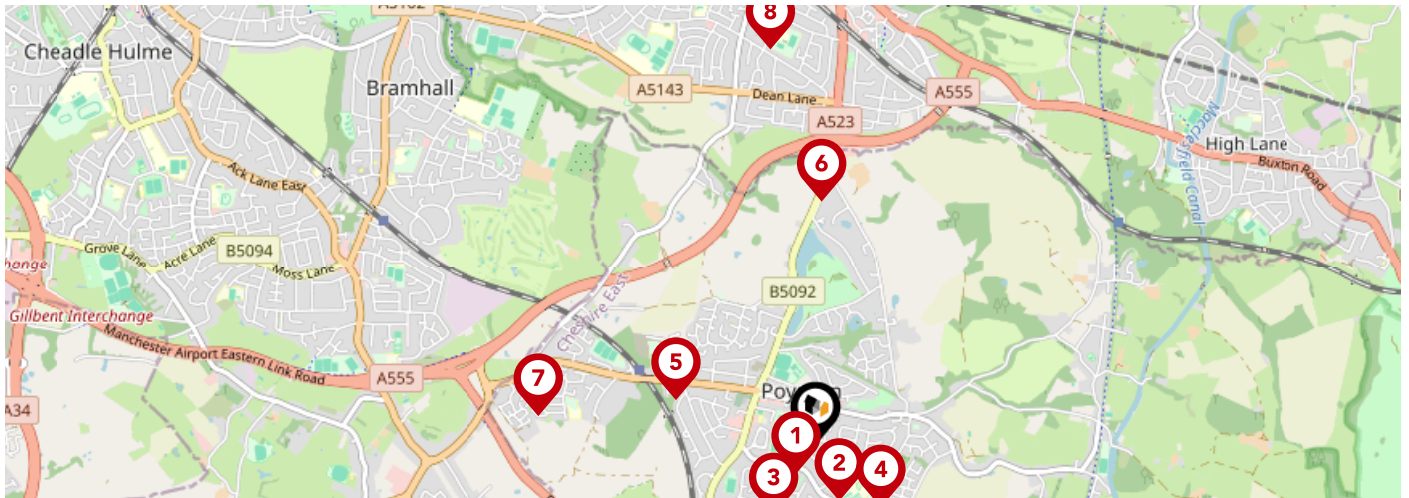 8
Cheadle Hulme
Bramhall
A5143
Dean Lane
A555
A523
High Lane
Buxton Road
Macclesfield Canal
6
Ack Lane East
Grove Lane
Acre Lane
B5094
Moss Lane
Gillbent Interchange
B5092
Cheshire East
Manchester Airport Eastern Link Road
A555
7
5
A34
1
2
3
4